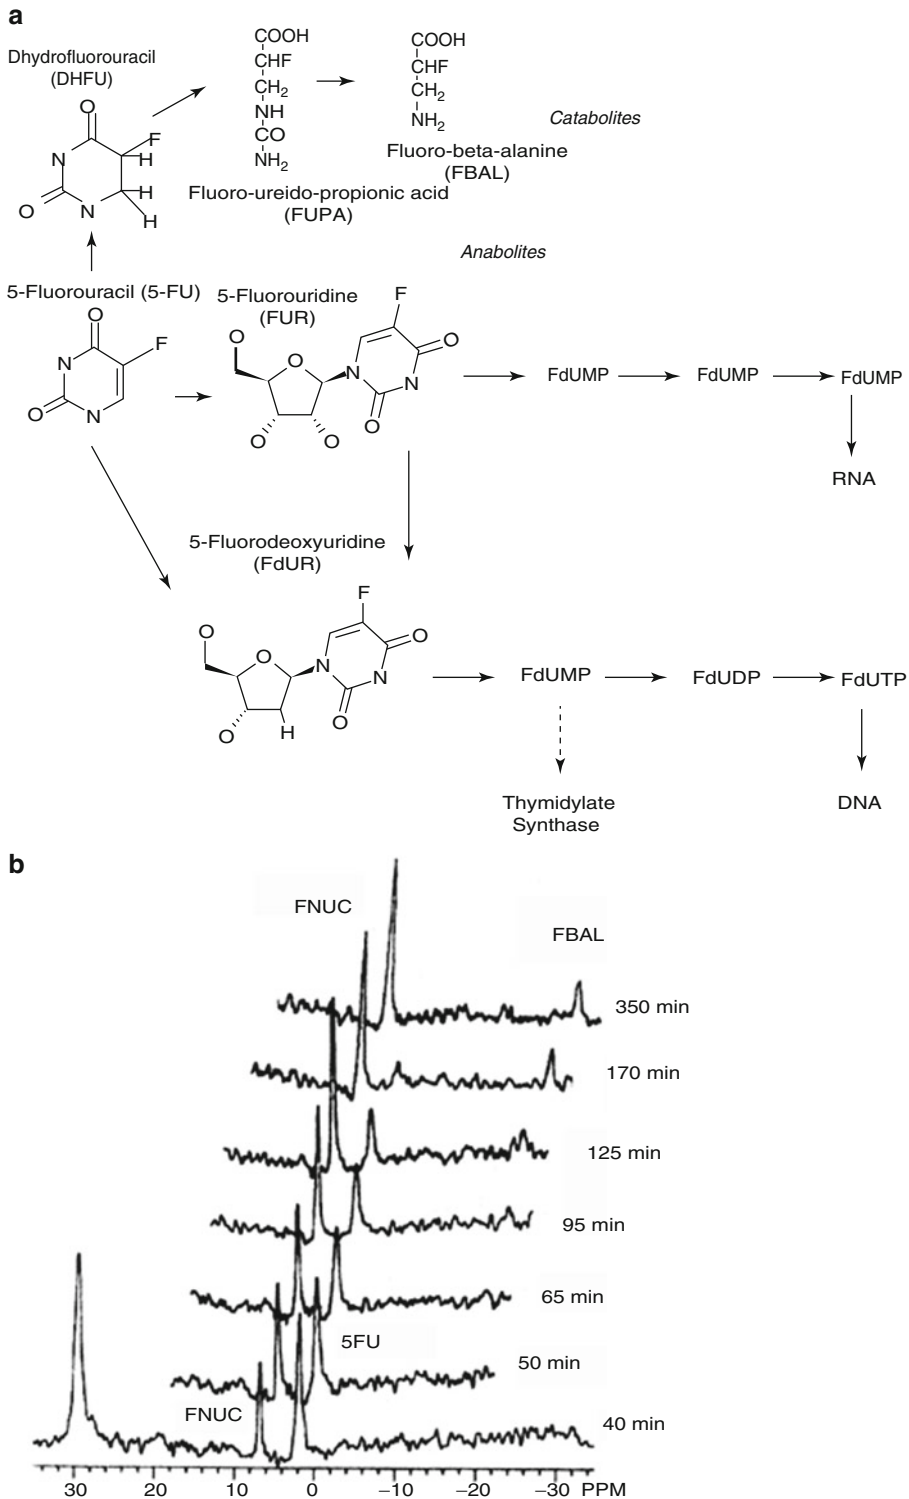 a
Dhydrofluorouracil
(DHFU)
O
F
N
H
H
O
N
H
COOH
CHF
CH2
NH
CO
NH2
Fluoro-ureido-propionic acid
(FUPA)
COOH
CHF
CH2
NH2
Fluoro-beta-alanine
(FBAL)
Catabolites
Anabolites
5-Fluorouracil (5-FU)
O
F
N
O
N
5-Fluorouridine
(FUR)
F
O
O
O
N
N
O
O
O
FdUMP
FdUMP
FdUMP
RNA
5-Fluorodeoxyuridine
(FdUR)
F
O
O
O
N
N
O
O
H
FdUMP
FdUDP
FdUTP
Thymidylate
Synthase
DNA
b
FNUC
FBAL
350 min
170 min
125 min
95 min
65 min
5FU
50 min
FNUC
40 min
30 20 10 0 −10 −20 −30 PPM